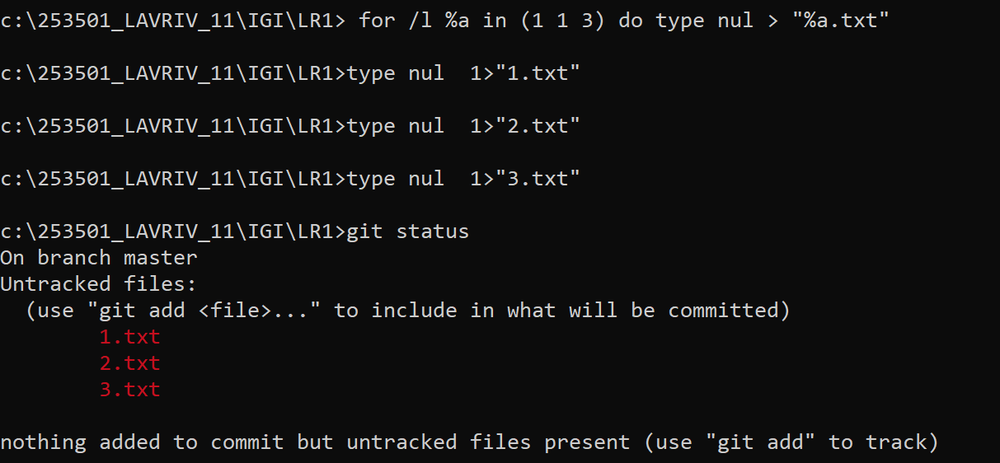 c:\253501_LAVRIV_11\IGI\LR1> for /l %a in (1 1 3) do type nul > "%a.txt"
c:\253501_LAVRIV_11\IGI\LR1>type nul  1>"1.txt"
c:\253501_LAVRIV_11\IGI\LR1>type nul  1>"2.txt"
c:\253501_LAVRIV_11\IGI\LR1>type nul  1>"3.txt"
c:\253501_LAVRIV_11\IGI\LR1>git status
On branch master
Untracked files:
  (use "git add <file>..." to include in what will be committed)
        1.txt
        2.txt
        3.txt
nothing added to commit but untracked files present (use "git add" to track)